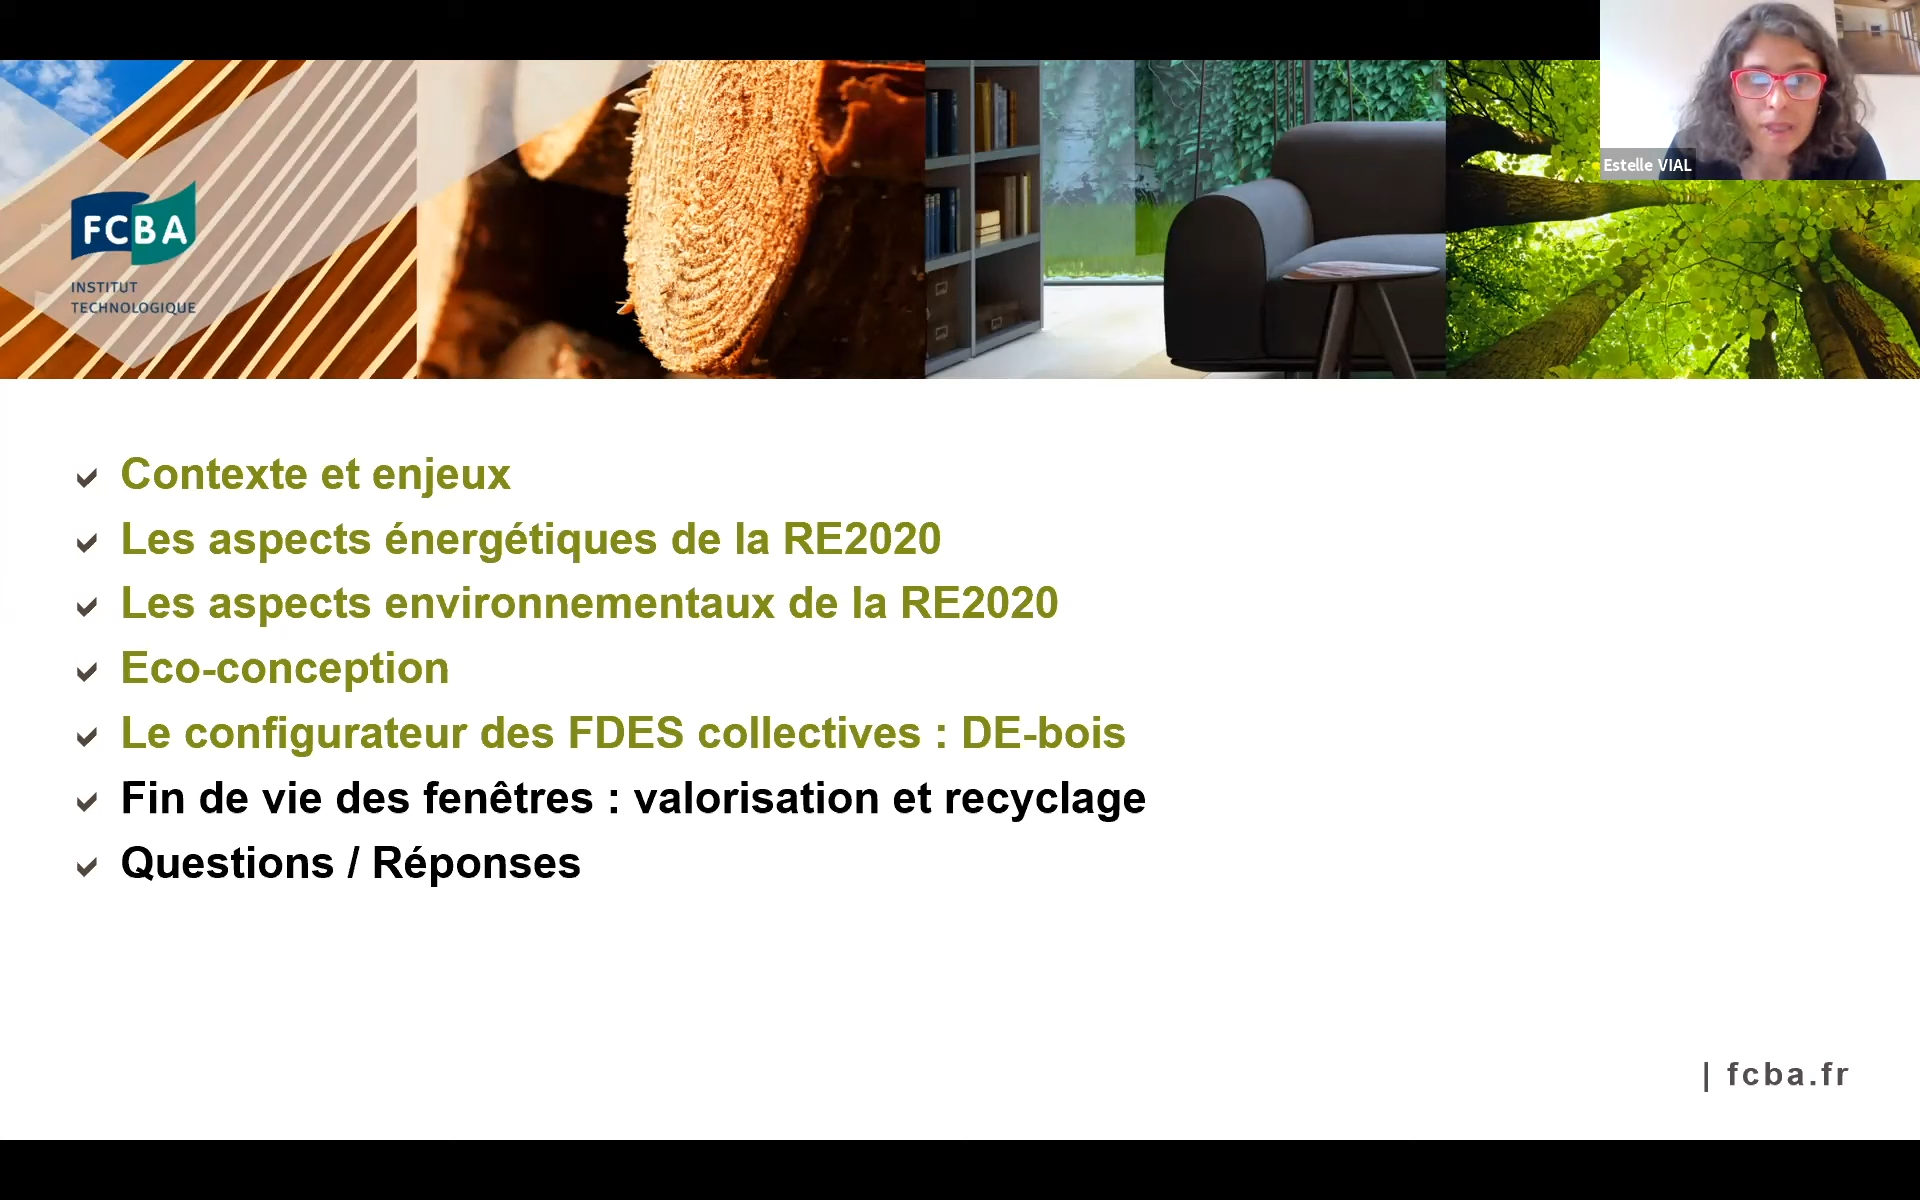 Estelle VIAL
FCBA
INSTITUT
TECHNOLOGIQUE
Contexte et enjeux
Les aspects énergétiques de la RE2020
Les aspects environnementaux de la RE2020
Eco-conception
Le configurateur des FDES collectives : DE-bois
Fin de vie des fenêtres : valorisation et recyclage
Questions / Réponses
| fcba.fr